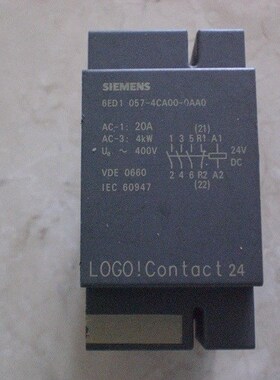 SIEMENS
6ED1 057-4CA00-0AA0
AC-1: 20A
AC-3: 4kW
Ue ~ 400V
VDE 0660
IEC 60947
(21)
1 3 5 R1 A1
24V
DC
2 4 6 R2 A2
(22)
LOGO!Contact 24